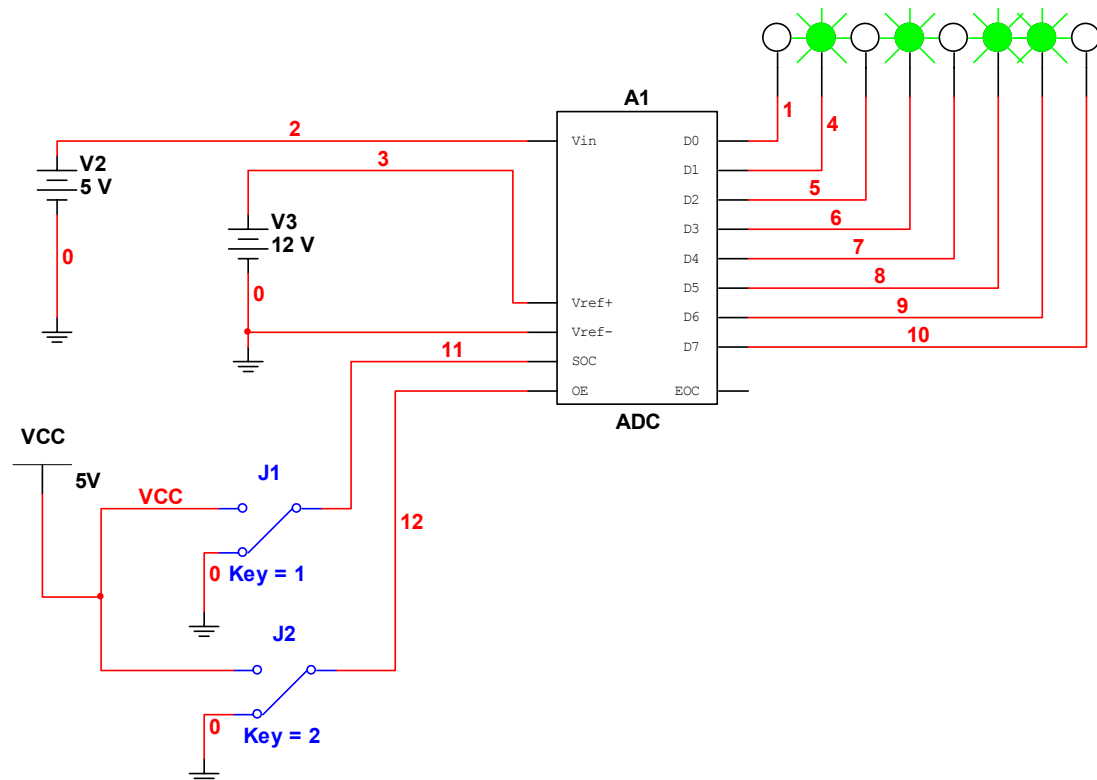 A1
1
4
2
Vin
D0
V2
5 V
3
D1
D2
5
V3
12 V
D3
6
0
D4
7
0
D5
8
Vref+
D6
9
Vref-
D7
10
11
SOC
OE
EOC
ADC
VCC
5V
J1
VCC
12
0
Key = 1
J2
0
Key = 2